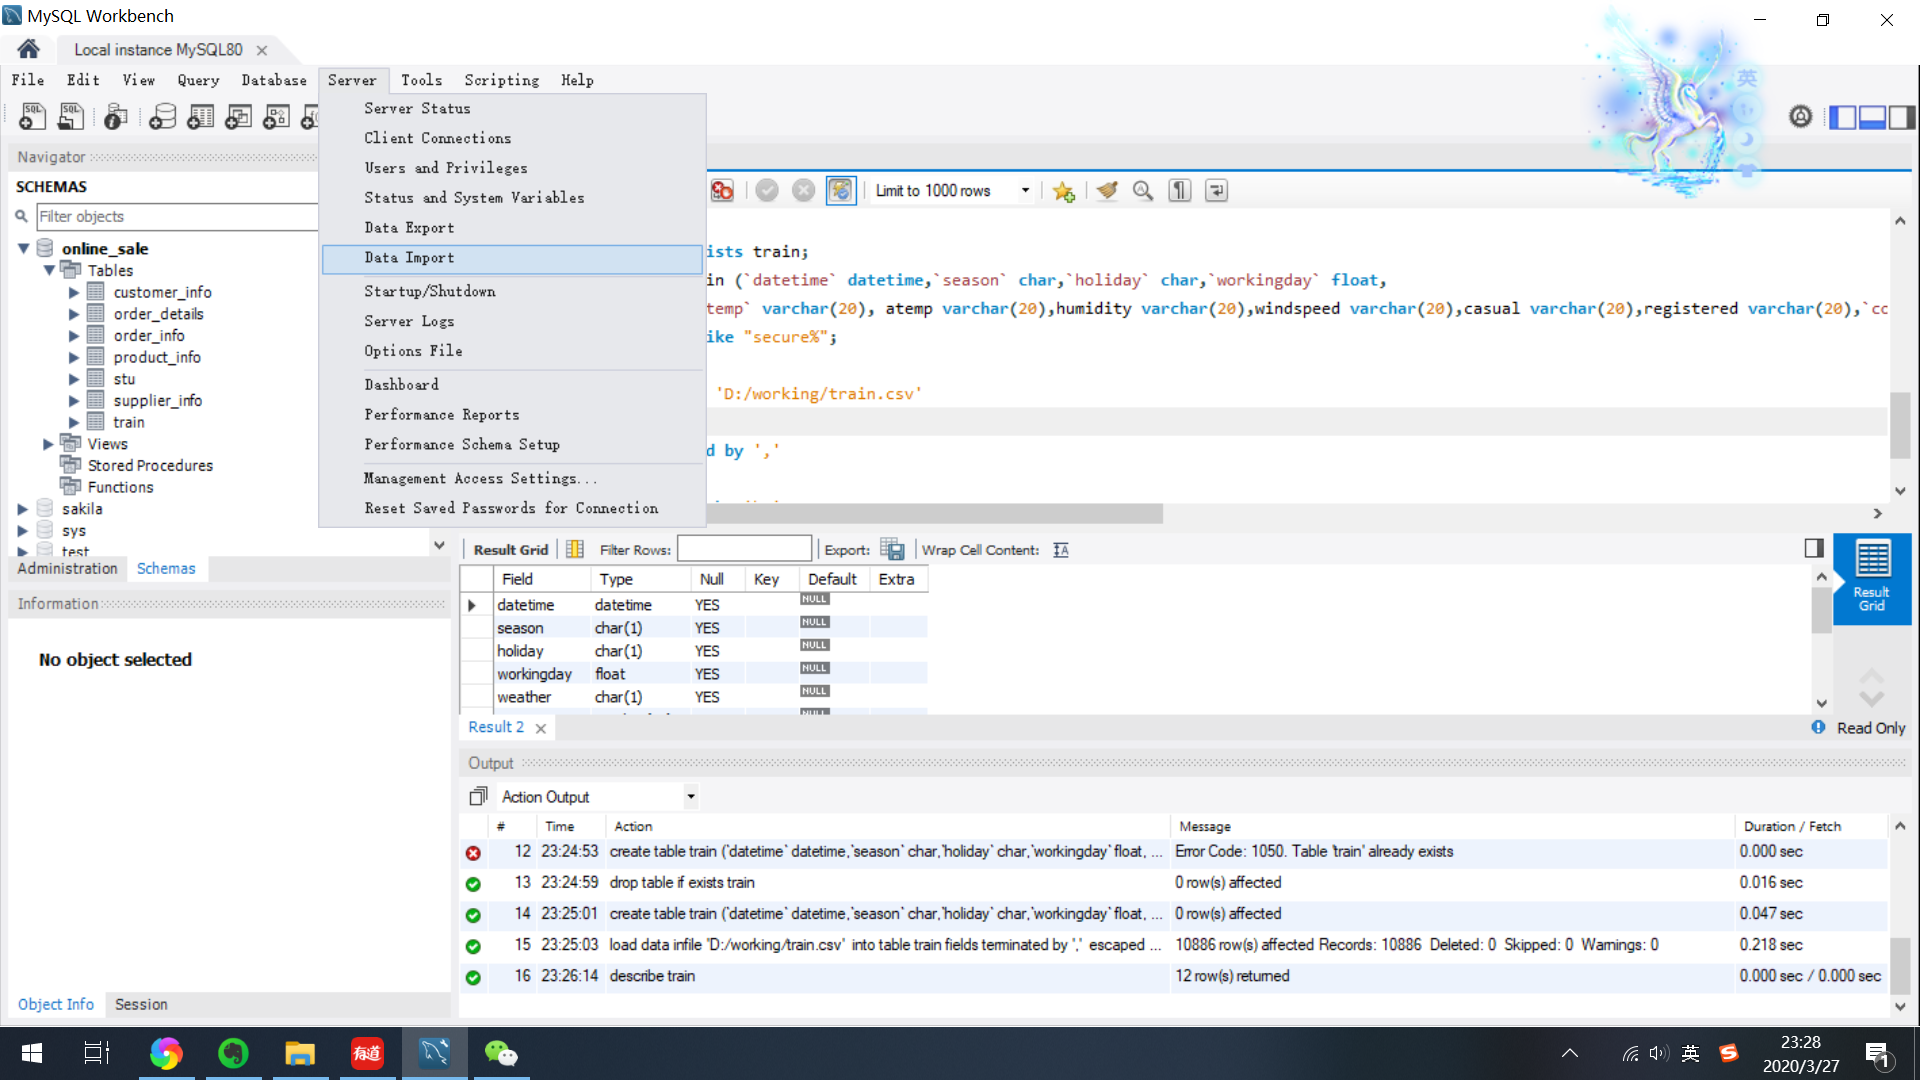 MySQL Workbench
Local instance MySQL80
File Edit View Query Database Server Tools Scripting Help
Server Status
Client Connections
Users and Privileges
Status and System Variables
Data Export
Data Import
Startup/Shutdown
Server Logs
Options File
Dashboard
Performance Reports
Performance Schema Setup
Management Access Settings...
Reset Saved Passwords for Connection
Navigator
SCHEMAS
Filter objects
online_sale
Tables
customer_info
order_details
order_info
product_info
stu
supplier_info
train
Views
Stored Procedures
Functions
sakila
sys
test
Administration Schemas
Information
No object selected
Object Info Session
Limit to 1000 rows
ists train;
in (`datetime` datetime,`season` char,`holiday` char,`workingday` float,
temp` varchar(20), atemp varchar(20),humidity varchar(20),windspeed varchar(20),casual varchar(20),registered varchar(20),`co
ike "secure%";
'D:/working/train.csv'
d by ','
Result Grid Filter Rows: Export: Wrap Cell Content:
Field Type Null Key Default Extra
datetime datetime YES NULL
season char(1) YES NULL
holiday char(1) YES NULL
workingday float YES NULL
weather char(1) YES NULL
Result Grid
Result 2
Read Only
Output
Action Output
# Time Action Message Duration / Fetch
12 23:24:53 create table train (`datetime` datetime,`season` char,`holiday` char,`workingday` float, ... Error Code: 1050. Table 'train' already exists 0.000 sec
13 23:24:59 drop table if exists train 0 row(s) affected 0.016 sec
14 23:25:01 create table train (`datetime` datetime,`season` char,`holiday` char,`workingday` float, ... 0 row(s) affected 0.047 sec
15 23:25:03 load data infile 'D:/working/train.csv' into table train fields terminated by ',' escaped ... 10886 row(s) affected Records: 10886 Deleted: 0 Skipped: 0 Warnings: 0 0.218 sec
16 23:26:14 describe train 12 row(s) returned 0.000 sec / 0.000 sec
英
有道
英
23:28
2020/3/27
1